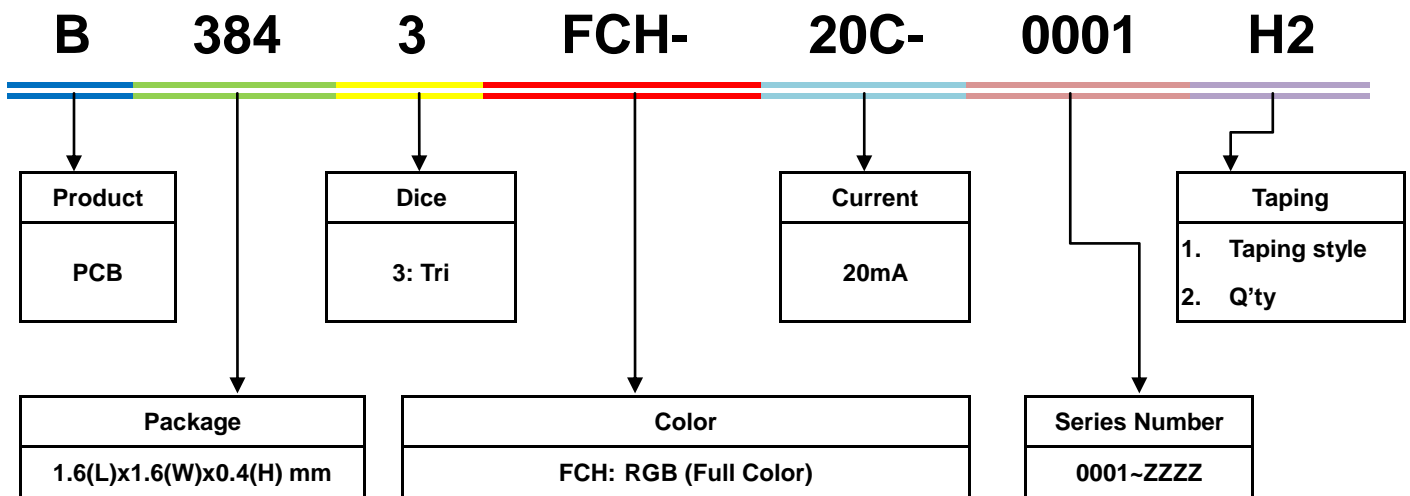 B 384 3 FCH- 20C- 0001 H2
Product
PCB
Dice
3: Tri
Current
20mA
Taping
1. Taping style
2. Q’ty
Package
1.6(L)x1.6(W)x0.4(H) mm
Color
FCH: RGB (Full Color)
Series Number
0001~ZZZZ